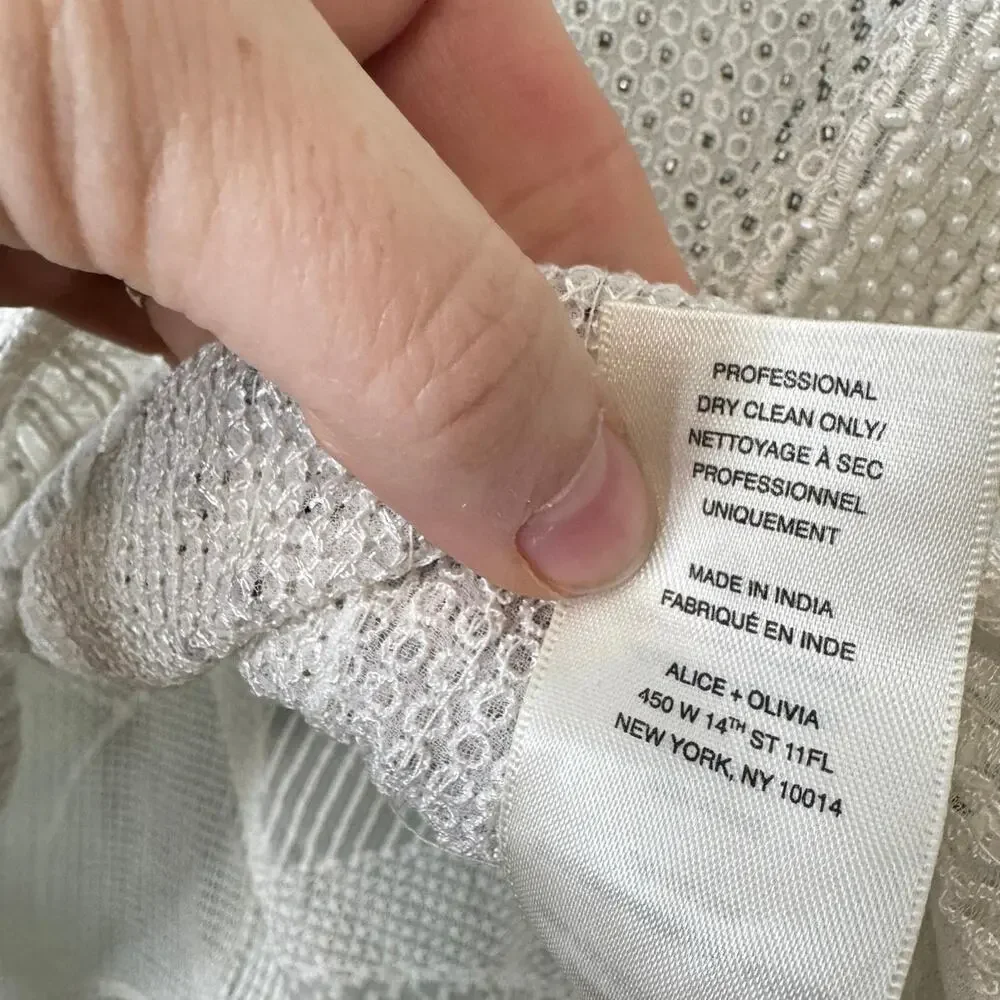 PROFESSIONAL
DRY CLEAN ONLY/
NETTOYAGE À SEC
PROFESSIONNEL
UNIQUEMENT
MADE IN INDIA
FABRIQUÉ EN INDE
ALICE + OLIVIA
450 W 14TH ST 11FL
NEW YORK, NY 10014